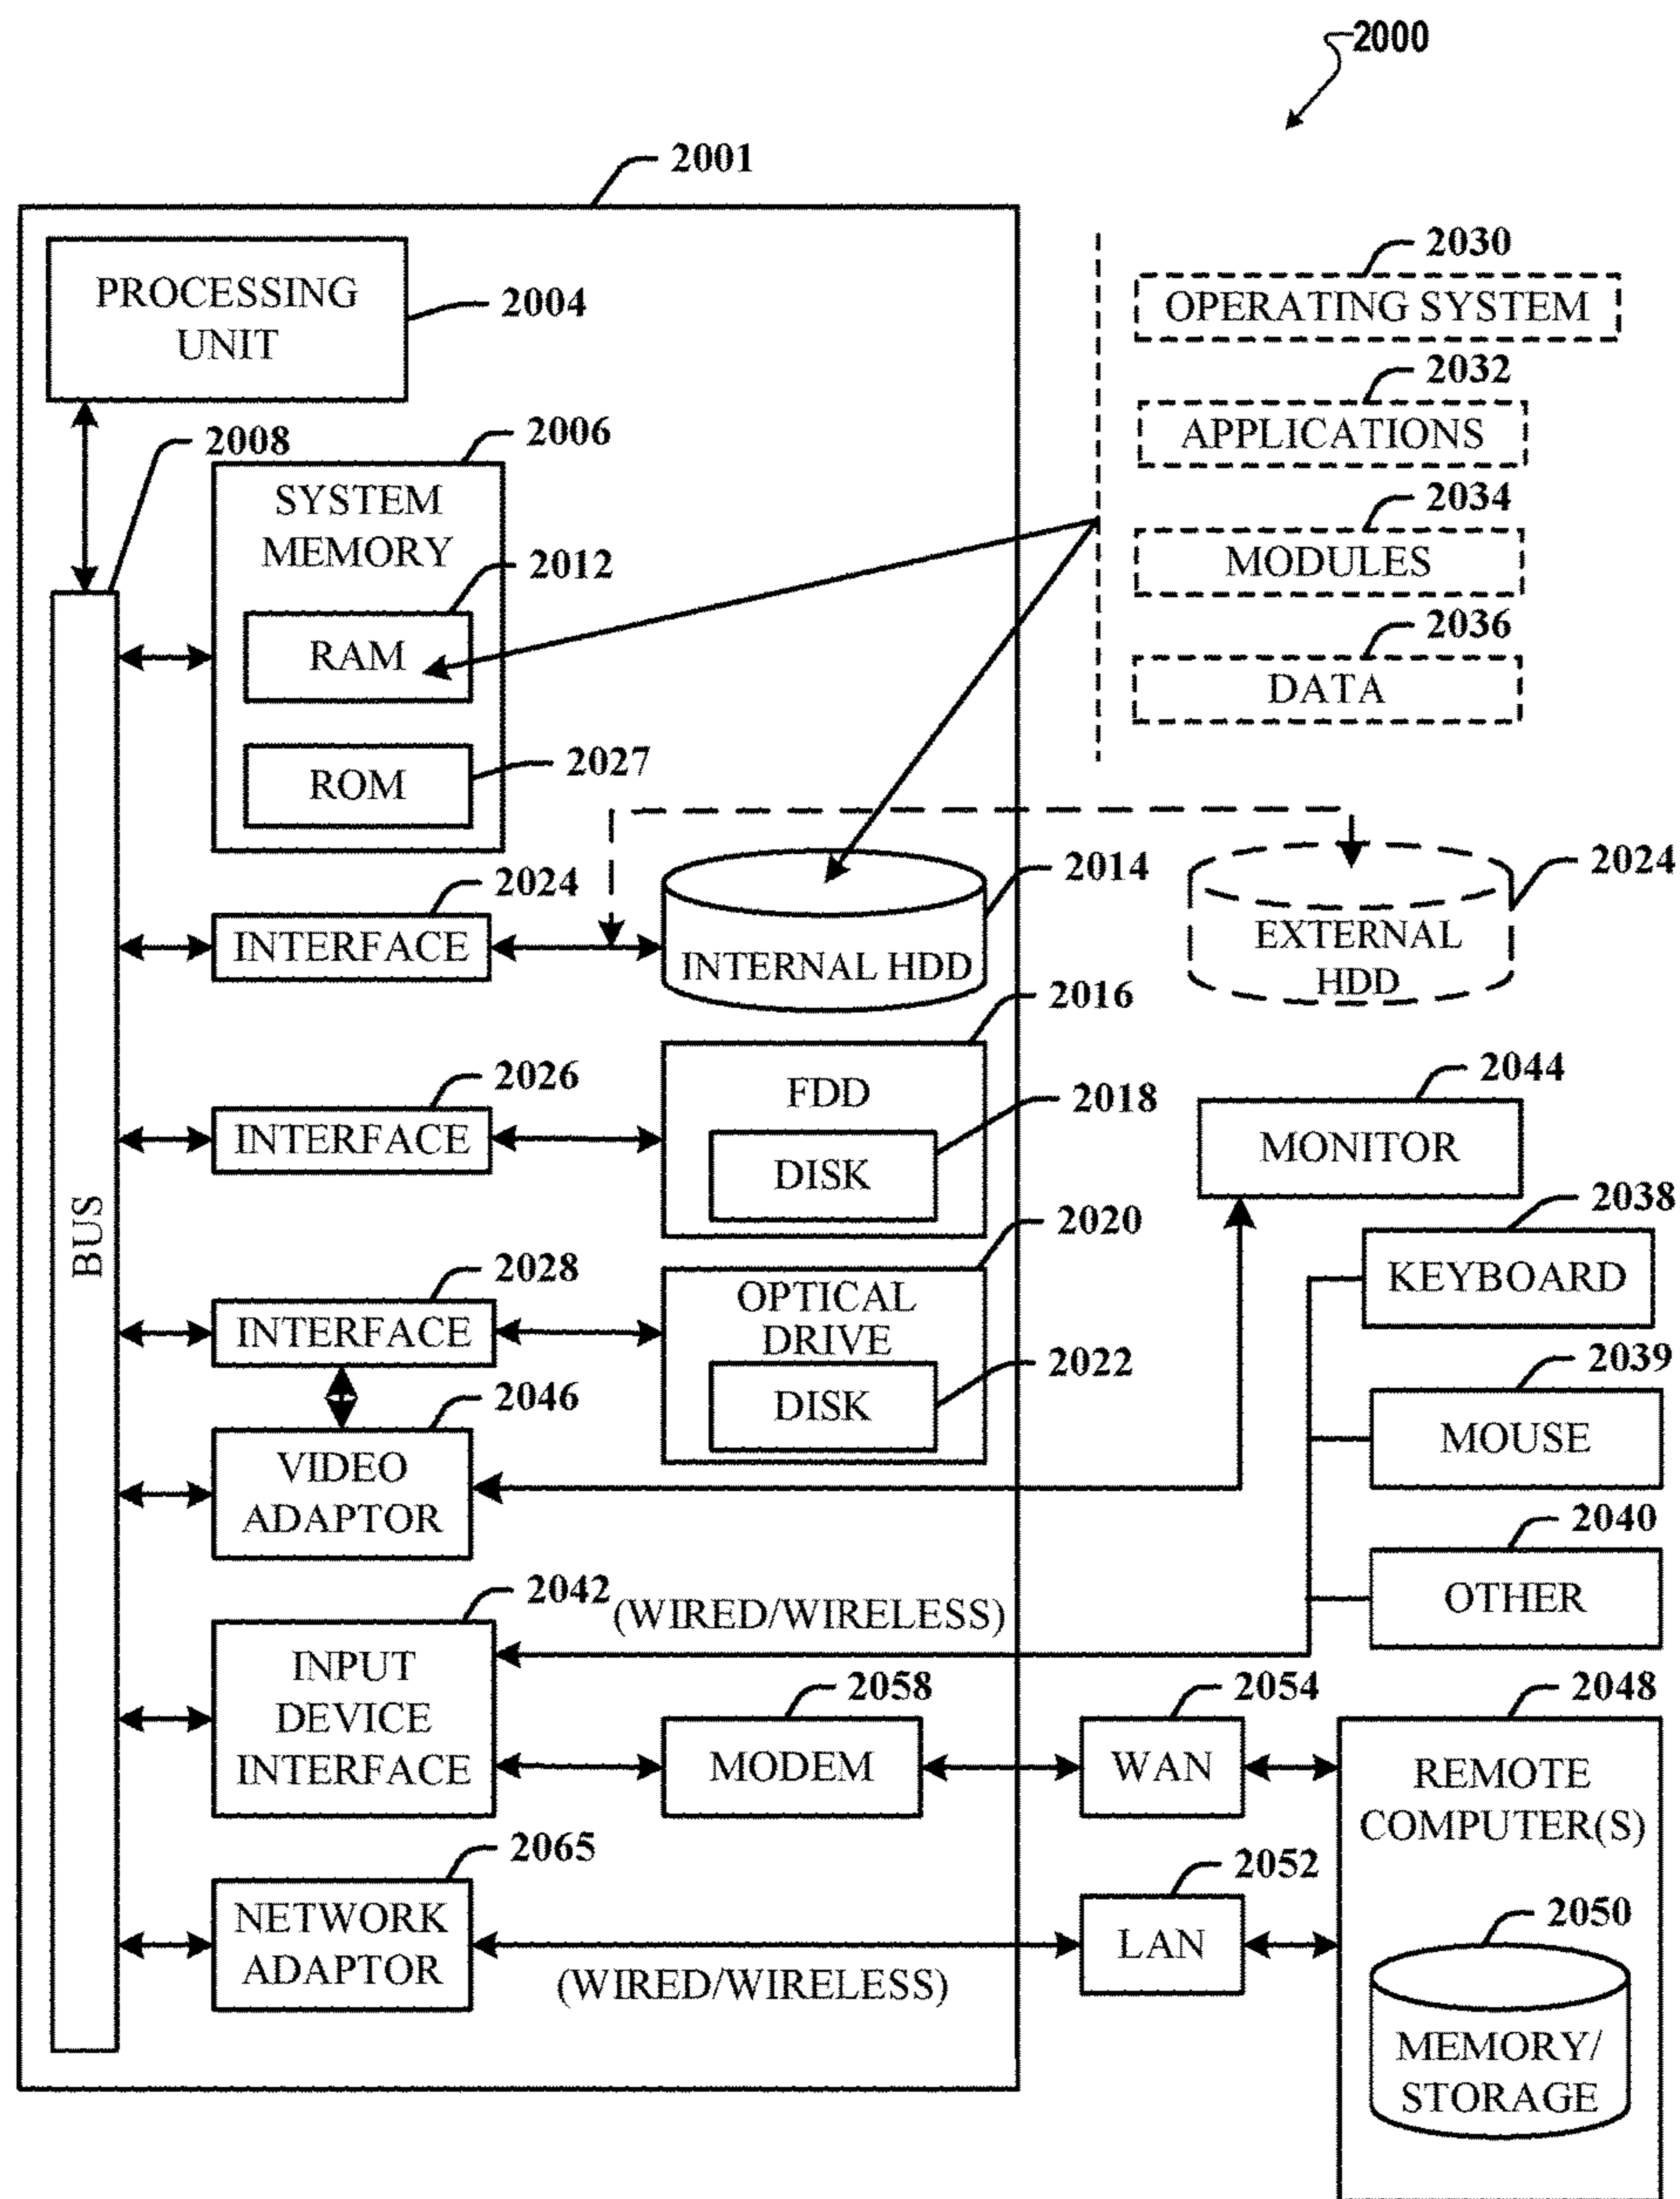 2000
2001
PROCESSING
UNIT
2004
2030
OPERATING SYSTEM
2032
APPLICATIONS
2034
MODULES
2036
DATA
2008
2006
SYSTEM
MEMORY
2012
RAM
2027
ROM
2024
INTERFACE
2014
INTERNAL HDD
2024
EXTERNAL
HDD
2016
FDD
2018
DISK
2026
INTERFACE
2044
MONITOR
BUS
2020
OPTICAL
DRIVE
2022
DISK
2028
INTERFACE
2038
KEYBOARD
2039
MOUSE
2046
VIDEO
ADAPTOR
2040
OTHER
2042
(WIRED/WIRELESS)
INPUT
DEVICE
INTERFACE
2058
MODEM
2054
WAN
2048
REMOTE
COMPUTER(S)
2065
NETWORK
ADAPTOR
(WIRED/WIRELESS)
2052
LAN
2050
MEMORY/
STORAGE